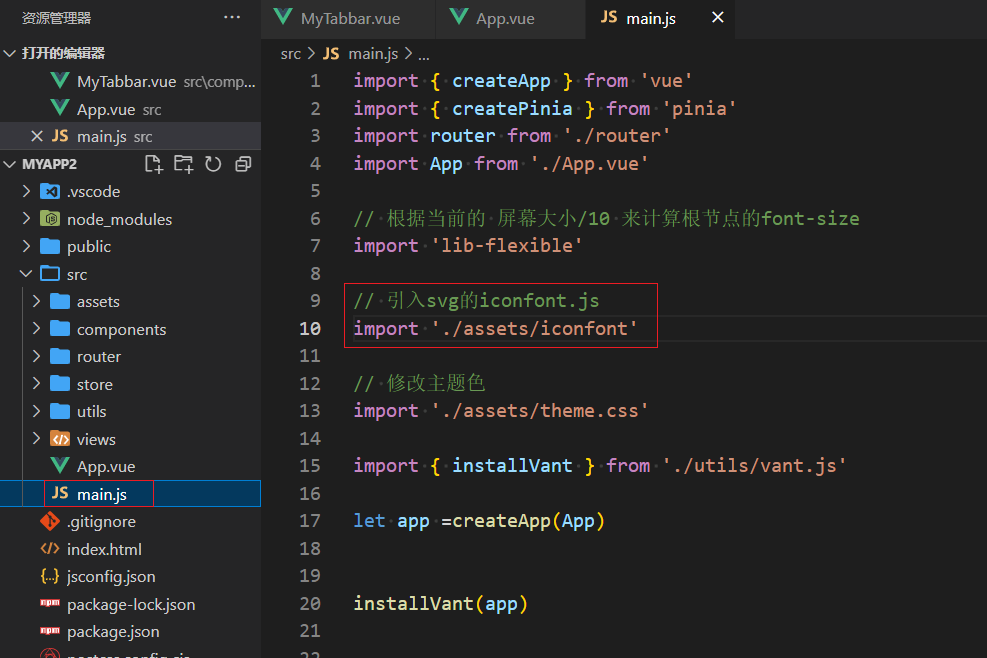 资源管理器
打开的编辑器
MyTabbar.vue src\comp...
App.vue src
JS main.js src
MYAPP2
.vscode
node_modules
public
src
assets
components
router
store
utils
views
App.vue
JS main.js
.gitignore
index.html
jsconfig.json
package-lock.json
package.json
MyTabbar.vue
App.vue
JS main.js
src > JS main.js > ...
1 import { createApp } from 'vue'
2 import { createPinia } from 'pinia'
3 import router from './router'
4 import App from './App.vue'
5
6 // 根据当前的 屏幕大小/10 来计算根节点的font-size
7 import 'lib-flexible'
8
9 // 引入svg的iconfont.js
10 import './assets/iconfont'
11
12 // 修改主题色
13 import './assets/theme.css'
14
15 import { installVant } from './utils/vant.js'
16
17 let app =createApp(App)
18
19
20 installVant(app)
21